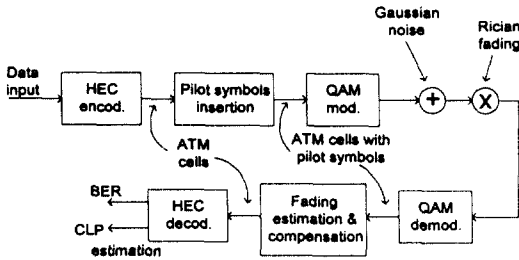 Gaussian
noise
Rician
fading
Data
input
HEC
encod.
Pilot symbols
insertion
QAM
mod.
+
X
ATM
cells
ATM cells with
pilot symbols
BER
CLP
estimation
HEC
decod.
Fading
estimation &
compensation
QAM
demod.